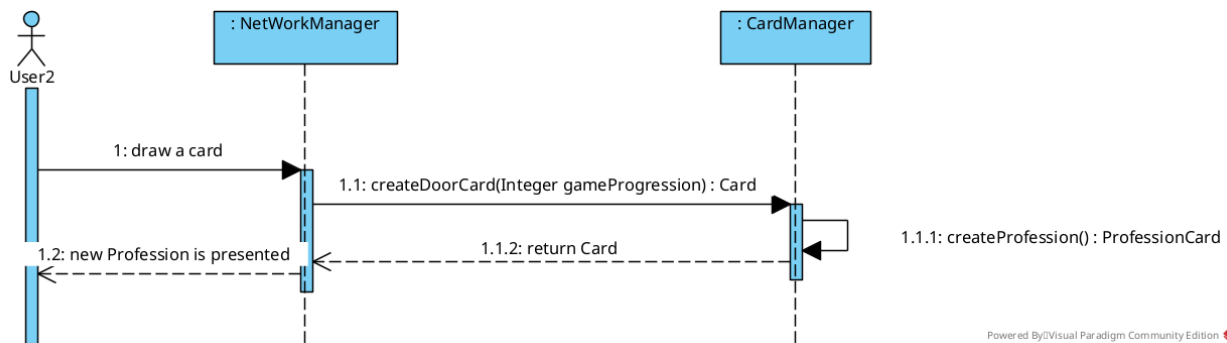 : NetWorkManager
: CardManager
User2
1: draw a card
1.1: createDoorCard(Integer gameProgression) : Card
1.1.1: createProfession() : ProfessionCard
1.1.2: return Card
1.2: new Profession is presented
Powered By Visual Paradigm Community Edition